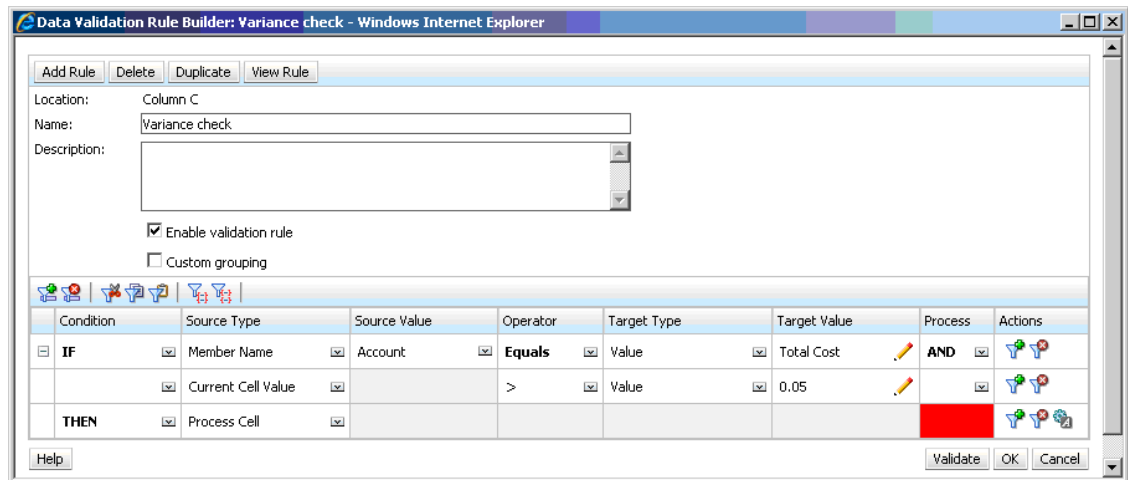 Data Validation Rule Builder: Variance check - Windows Internet Explorer
Add Rule Delete Duplicate View Rule
Location: Column C
Name: Variance check
Description:
Enable validation rule
Custom grouping
Condition Source Type Source Value Operator Target Type Target Value Process Actions
IF Member Name Account Equals Value Total Cost AND
Current Cell Value > Value 0.05
THEN Process Cell
Help Validate OK Cancel